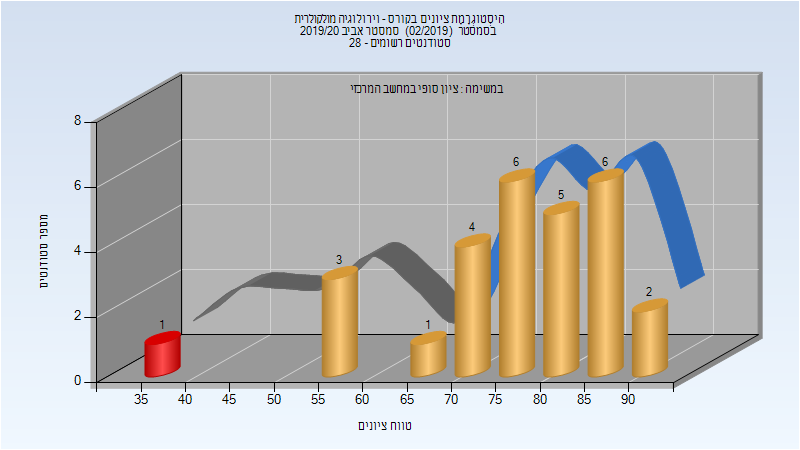 היסטוגרמת ציונים בקורס - וירולוגיה מולקולרית
בסמסטר (02/2019) סמסטר אביב 2019/20
סטודנטים רשומים - 28
במשימה : ציון סופי במחשב המרכזי
8
6
4
2
0
מספר סטודנטים
1
3
1
4
6
5
6
2
35 40 45 50 55 60 65 70 75 80 85 90
טווח ציונים